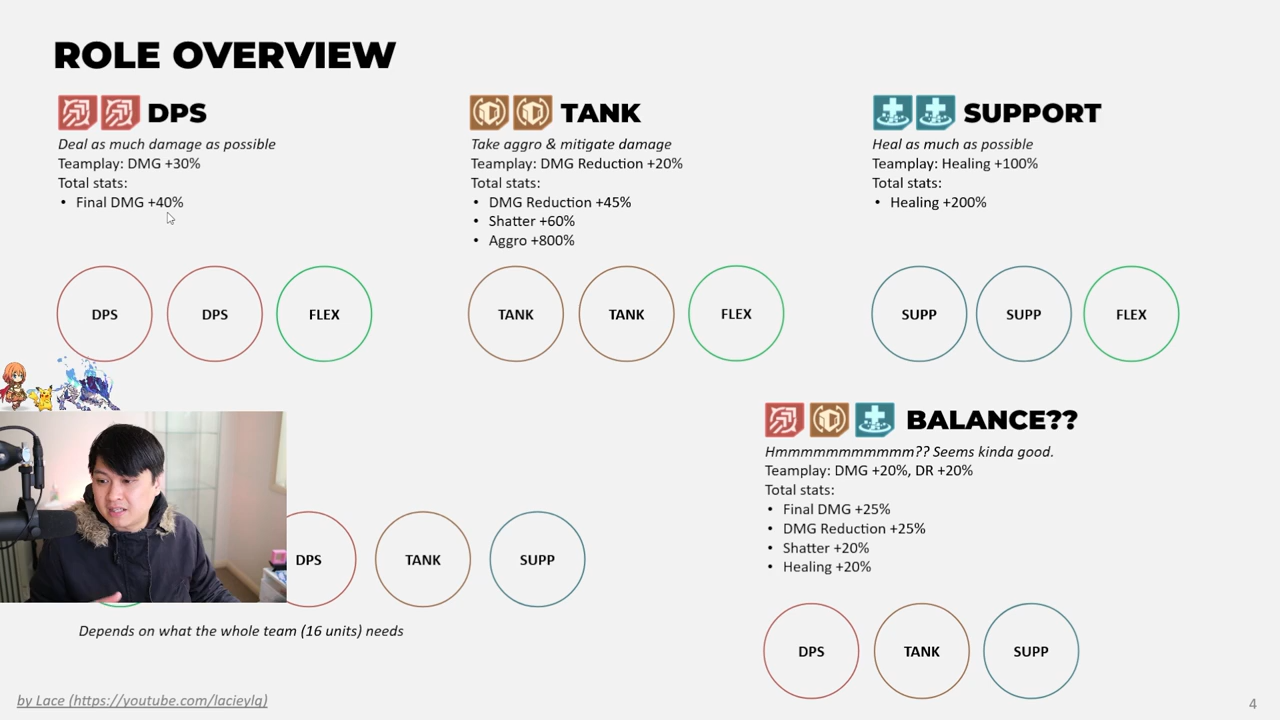 ROLE OVERVIEW
DPS
Deal as much damage as possible
Teamplay: DMG +30%
Total stats:
• Final DMG +40%
DPS
DPS
FLEX
TANK
Take aggro & mitigate damage
Teamplay: DMG Reduction +20%
Total stats:
• DMG Reduction +45%
• Shatter +60%
• Aggro +800%
TANK
TANK
FLEX
SUPPORT
Heal as much as possible
Teamplay: Healing +100%
Total stats:
• Healing +200%
SUPP
SUPP
FLEX
DPS
TANK
SUPP
Depends on what the whole team (16 units) needs
BALANCE??
Hmmmmmmmmmmm?? Seems kinda good.
Teamplay: DMG +20%, DR +20%
Total stats:
• Final DMG +25%
• DMG Reduction +25%
• Shatter +20%
• Healing +20%
DPS
TANK
SUPP
by Lace (https://youtube.com/lacieylq)
4